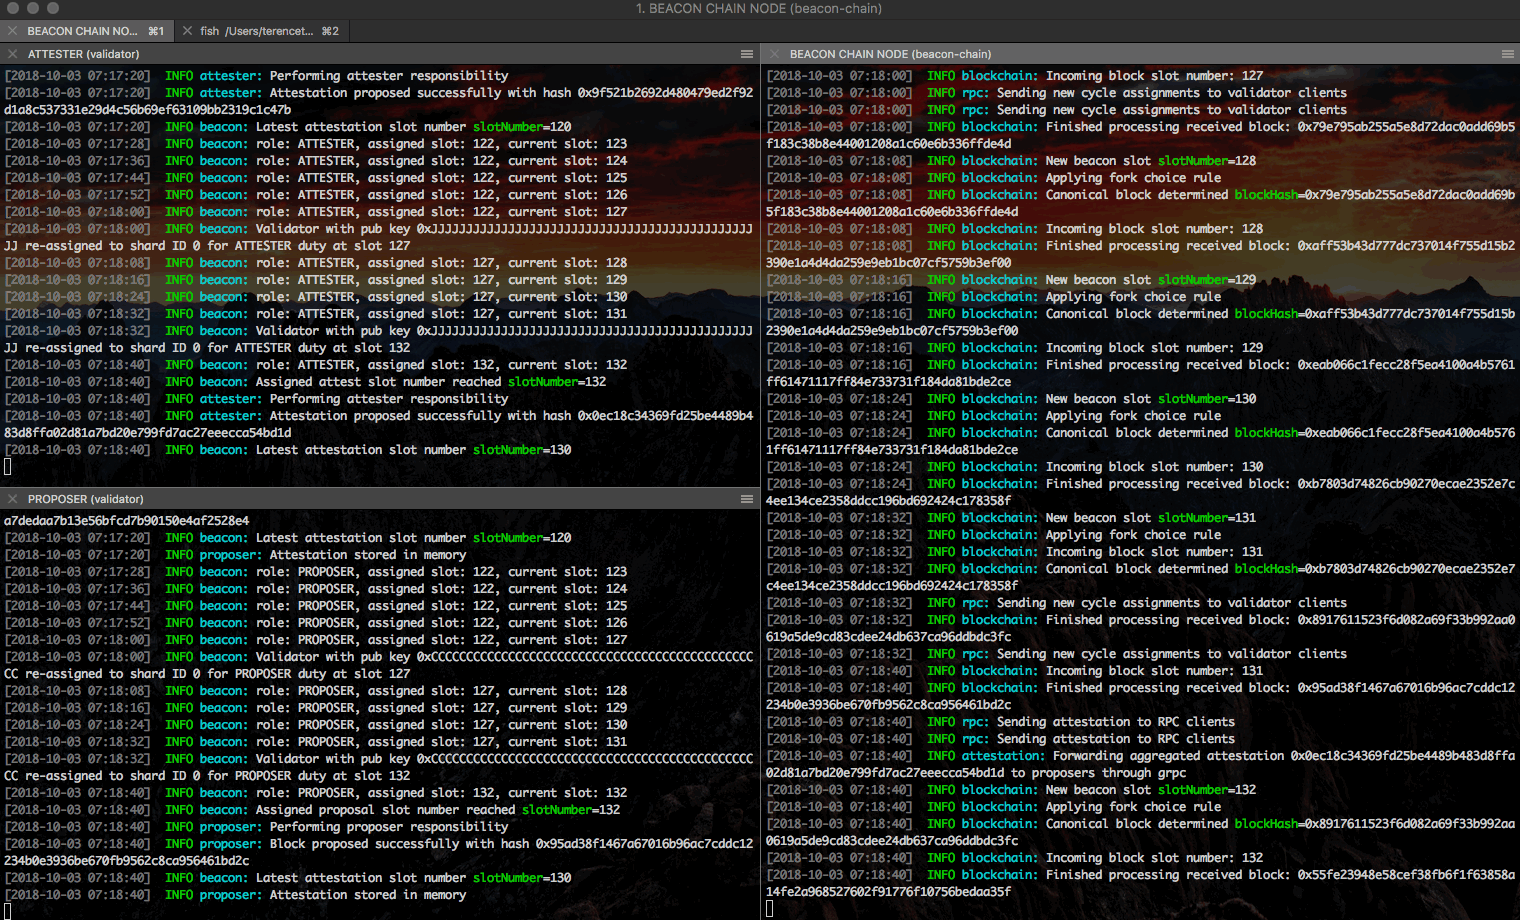 1. BEACON CHAIN NODE (beacon-chain)
BEACON CHAIN NO... ⌘1
fish /Users/terencet... ⌘2
ATTESTER (validator)
[2018-10-03 07:17:20] INFO attester: Performing attester responsibility
[2018-10-03 07:17:20] INFO attester: Attestation proposed successfully with hash 0x9f521b2692d480479ed2f92
d1a8c537331e29d4c56b69ef63109bb2319c1c47b
[2018-10-03 07:17:20] INFO beacon: Latest attestation slot number slotNumber=120
[2018-10-03 07:17:28] INFO beacon: role: ATTESTER, assigned slot: 122, current slot: 123
[2018-10-03 07:17:36] INFO beacon: role: ATTESTER, assigned slot: 122, current slot: 124
[2018-10-03 07:17:44] INFO beacon: role: ATTESTER, assigned slot: 122, current slot: 125
[2018-10-03 07:17:52] INFO beacon: role: ATTESTER, assigned slot: 122, current slot: 126
[2018-10-03 07:18:00] INFO beacon: role: ATTESTER, assigned slot: 122, current slot: 127
[2018-10-03 07:18:00] INFO beacon: Validator with pub key 0xJJJJJJJJJJJJJJJJJJJJJJJJJJJJJJJJJJJJJJJJJJJJJJ
JJ re-assigned to shard ID 0 for ATTESTER duty at slot 127
[2018-10-03 07:18:08] INFO beacon: role: ATTESTER, assigned slot: 127, current slot: 128
[2018-10-03 07:18:16] INFO beacon: role: ATTESTER, assigned slot: 127, current slot: 129
[2018-10-03 07:18:24] INFO beacon: role: ATTESTER, assigned slot: 127, current slot: 130
[2018-10-03 07:18:32] INFO beacon: role: ATTESTER, assigned slot: 127, current slot: 131
[2018-10-03 07:18:32] INFO beacon: Validator with pub key 0xJJJJJJJJJJJJJJJJJJJJJJJJJJJJJJJJJJJJJJJJJJJJJJ
JJ re-assigned to shard ID 0 for ATTESTER duty at slot 132
[2018-10-03 07:18:40] INFO beacon: role: ATTESTER, assigned slot: 132, current slot: 132
[2018-10-03 07:18:40] INFO beacon: Assigned attest slot number reached slotNumber=132
[2018-10-03 07:18:40] INFO attester: Performing attester responsibility
[2018-10-03 07:18:40] INFO attester: Attestation proposed successfully with hash 0x0ec18c34369fd25be4489b4
83d8ffa02d81a7bd20e799fd7ac27eeecca54bd1d
[2018-10-03 07:18:40] INFO beacon: Latest attestation slot number slotNumber=130
PROPOSER (validator)
a7dedaa7b13e56bfcd7b90150e4af2528e4
[2018-10-03 07:17:20] INFO beacon: Latest attestation slot number slotNumber=120
[2018-10-03 07:17:20] INFO proposer: Attestation stored in memory
[2018-10-03 07:17:28] INFO beacon: role: PROPOSER, assigned slot: 122, current slot: 123
[2018-10-03 07:17:36] INFO beacon: role: PROPOSER, assigned slot: 122, current slot: 124
[2018-10-03 07:17:44] INFO beacon: role: PROPOSER, assigned slot: 122, current slot: 125
[2018-10-03 07:17:52] INFO beacon: role: PROPOSER, assigned slot: 122, current slot: 126
[2018-10-03 07:18:00] INFO beacon: role: PROPOSER, assigned slot: 122, current slot: 127
[2018-10-03 07:18:00] INFO beacon: Validator with pub key 0xCCCCCCCCCCCCCCCCCCCCCCCCCCCCCCCCCCCCCCCCCCCCCC
CC re-assigned to shard ID 0 for PROPOSER duty at slot 127
[2018-10-03 07:18:08] INFO beacon: role: PROPOSER, assigned slot: 127, current slot: 128
[2018-10-03 07:18:16] INFO beacon: role: PROPOSER, assigned slot: 127, current slot: 129
[2018-10-03 07:18:24] INFO beacon: role: PROPOSER, assigned slot: 127, current slot: 130
[2018-10-03 07:18:32] INFO beacon: role: PROPOSER, assigned slot: 127, current slot: 131
[2018-10-03 07:18:32] INFO beacon: Validator with pub key 0xCCCCCCCCCCCCCCCCCCCCCCCCCCCCCCCCCCCCCCCCCCCCCC
CC re-assigned to shard ID 0 for PROPOSER duty at slot 132
[2018-10-03 07:18:40] INFO beacon: role: PROPOSER, assigned slot: 132, current slot: 132
[2018-10-03 07:18:40] INFO beacon: Assigned proposal slot number reached slotNumber=132
[2018-10-03 07:18:40] INFO proposer: Performing proposer responsibility
[2018-10-03 07:18:40] INFO proposer: Block proposed successfully with hash 0x95ad38f1467a67016b96ac7cddc12
234b0e3936be670fb9562c8ca956461bd2c
[2018-10-03 07:18:40] INFO beacon: Latest attestation slot number slotNumber=130
[2018-10-03 07:18:40] INFO proposer: Attestation stored in memory
BEACON CHAIN NODE (beacon-chain)
[2018-10-03 07:18:00] INFO blockchain: Incoming block slot number: 127
[2018-10-03 07:18:00] INFO rpc: Sending new cycle assignments to validator clients
[2018-10-03 07:18:00] INFO rpc: Sending new cycle assignments to validator clients
[2018-10-03 07:18:00] INFO blockchain: Finished processing received block: 0x79e795ab255a5e8d72dac0add69b5
f183c38b8e44001208a1c60e6b336ffde4d
[2018-10-03 07:18:08] INFO blockchain: New beacon slot slotNumber=128
[2018-10-03 07:18:08] INFO blockchain: Applying fork choice rule
[2018-10-03 07:18:08] INFO blockchain: Canonical block determined blockHash=0x79e795ab255a5e8d72dac0add69b
5f183c38b8e44001208a1c60e6b336ffde4d
[2018-10-03 07:18:08] INFO blockchain: Incoming block slot number: 128
[2018-10-03 07:18:08] INFO blockchain: Finished processing received block: 0xaff53b43d777dc737014f755d15b2
390e1a4d4da259e9eb1bc07cf5759b3ef00
[2018-10-03 07:18:16] INFO blockchain: New beacon slot slotNumber=129
[2018-10-03 07:18:16] INFO blockchain: Applying fork choice rule
[2018-10-03 07:18:16] INFO blockchain: Canonical block determined blockHash=0xaff53b43d777dc737014f755d15b
2390e1a4d4da259e9eb1bc07cf5759b3ef00
[2018-10-03 07:18:16] INFO blockchain: Incoming block slot number: 129
[2018-10-03 07:18:16] INFO blockchain: Finished processing received block: 0xeab066c1fecc28f5ea4100a4b5761
ff61471117ff84e733731f184da81bde2ce
[2018-10-03 07:18:24] INFO blockchain: New beacon slot slotNumber=130
[2018-10-03 07:18:24] INFO blockchain: Applying fork choice rule
[2018-10-03 07:18:24] INFO blockchain: Canonical block determined blockHash=0xeab066c1fecc28f5ea4100a4b576
1ff61471117ff84e733731f184da81bde2ce
[2018-10-03 07:18:24] INFO blockchain: Incoming block slot number: 130
[2018-10-03 07:18:24] INFO blockchain: Finished processing received block: 0xb7803d74826cb90270ecae2352e7c
4ee134ce2358ddcc196bd692424c178358f
[2018-10-03 07:18:32] INFO blockchain: New beacon slot slotNumber=131
[2018-10-03 07:18:32] INFO blockchain: Applying fork choice rule
[2018-10-03 07:18:32] INFO blockchain: Incoming block slot number: 131
[2018-10-03 07:18:32] INFO blockchain: Canonical block determined blockHash=0xb7803d74826cb90270ecae2352e7
c4ee134ce2358ddcc196bd692424c178358f
[2018-10-03 07:18:32] INFO rpc: Sending new cycle assignments to validator clients
[2018-10-03 07:18:32] INFO blockchain: Finished processing received block: 0x8917611523f6d082a69f33b992aa0
619a5de9cd83cdee24db637ca96ddbdc3fc
[2018-10-03 07:18:32] INFO rpc: Sending new cycle assignments to validator clients
[2018-10-03 07:18:40] INFO blockchain: Incoming block slot number: 131
[2018-10-03 07:18:40] INFO blockchain: Finished processing received block: 0x95ad38f1467a67016b96ac7cddc12
234b0e3936be670fb9562c8ca956461bd2c
[2018-10-03 07:18:40] INFO rpc: Sending attestation to RPC clients
[2018-10-03 07:18:40] INFO rpc: Sending attestation to RPC clients
[2018-10-03 07:18:40] INFO attestation: Forwarding aggregated attestation 0x0ec18c34369fd25be4489b483d8ffa
02d81a7bd20e799fd7ac27eeecca54bd1d to proposers through grpc
[2018-10-03 07:18:40] INFO blockchain: New beacon slot slotNumber=132
[2018-10-03 07:18:40] INFO blockchain: Applying fork choice rule
[2018-10-03 07:18:40] INFO blockchain: Canonical block determined blockHash=0x8917611523f6d082a69f33b992aa
0619a5de9cd83cdee24db637ca96ddbdc3fc
[2018-10-03 07:18:40] INFO blockchain: Incoming block slot number: 132
[2018-10-03 07:18:40] INFO blockchain: Finished processing received block: 0x55fe23948e58cef38fb6f1f63858a
14fe2a968527602f91776f10756bedaa35f